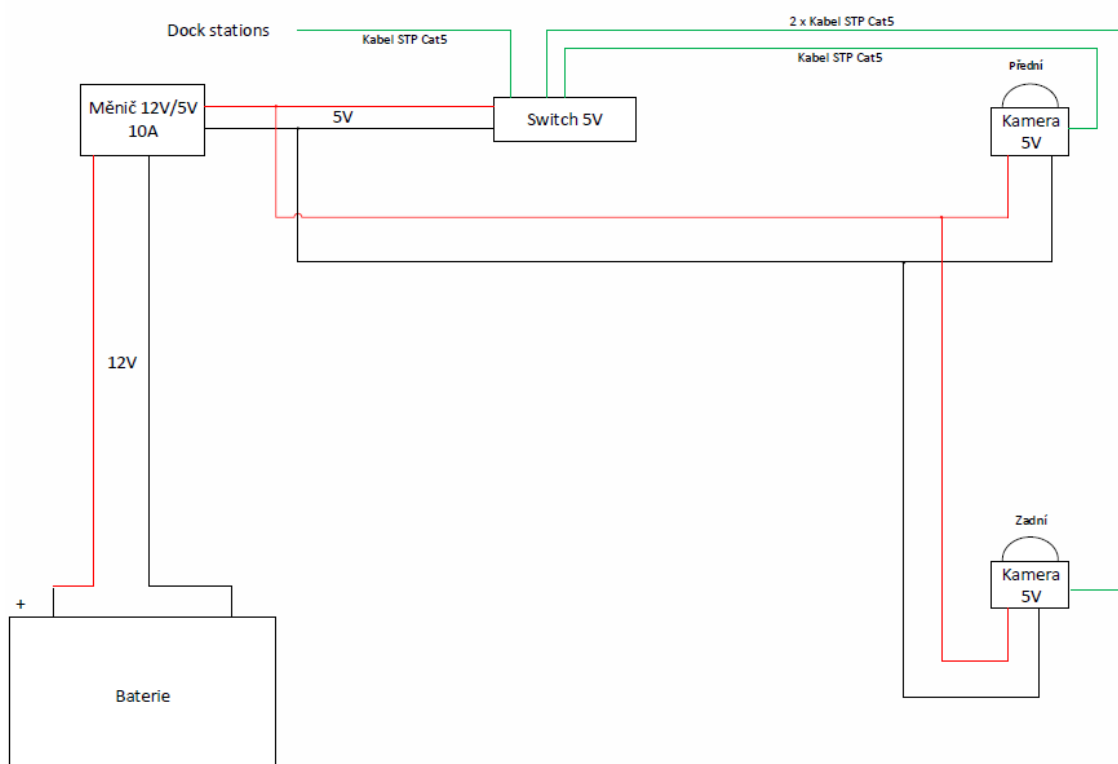 Dock stations
Kabel STP Cat5
2 x Kabel STP Cat5
Kabel STP Cat5
Přední
Měnič 12V/5V
10A
5V
Switch 5V
Kamera
5V
12V
Zadní
Kamera
5V
+
Baterie